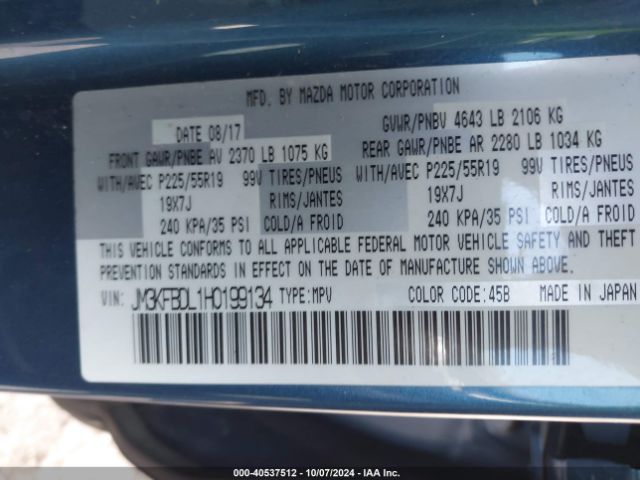 MFD. BY MAZDA MOTOR CORPORATION
DATE 08/17 GVWR/PNBV 4643 LB 2106 KG
FRONT GAWR/PNBE AV 2370 LB 1075 KG REAR GAWR/PNBE AR 2280 LB 1034 KG
WITH/AVEC P225/55R19 99V TIRES/PNEUS WITH/AVEC P225/55R19 99V TIRES/PNEUS
19X7J RIMS/JANTES 19X7J RIMS/JANTES
240 KPA/35 PSI COLD/A FROID 240 KPA/35 PSI COLD/A FROID
THIS VEHICLE CONFORMS TO ALL APPLICABLE FEDERAL MOTOR VEHICLE SAFETY AND THEFT
PREVENTION STANDARDS IN EFFECT ON THE DATE OF MANUFACTURE SHOWN ABOVE.
VIN: JM3KFBDL1H0199134 TYPE:MPV COLOR CODE:45B MADE IN JAPAN
000-40537512 - 10/07/2024 - IAA Inc.